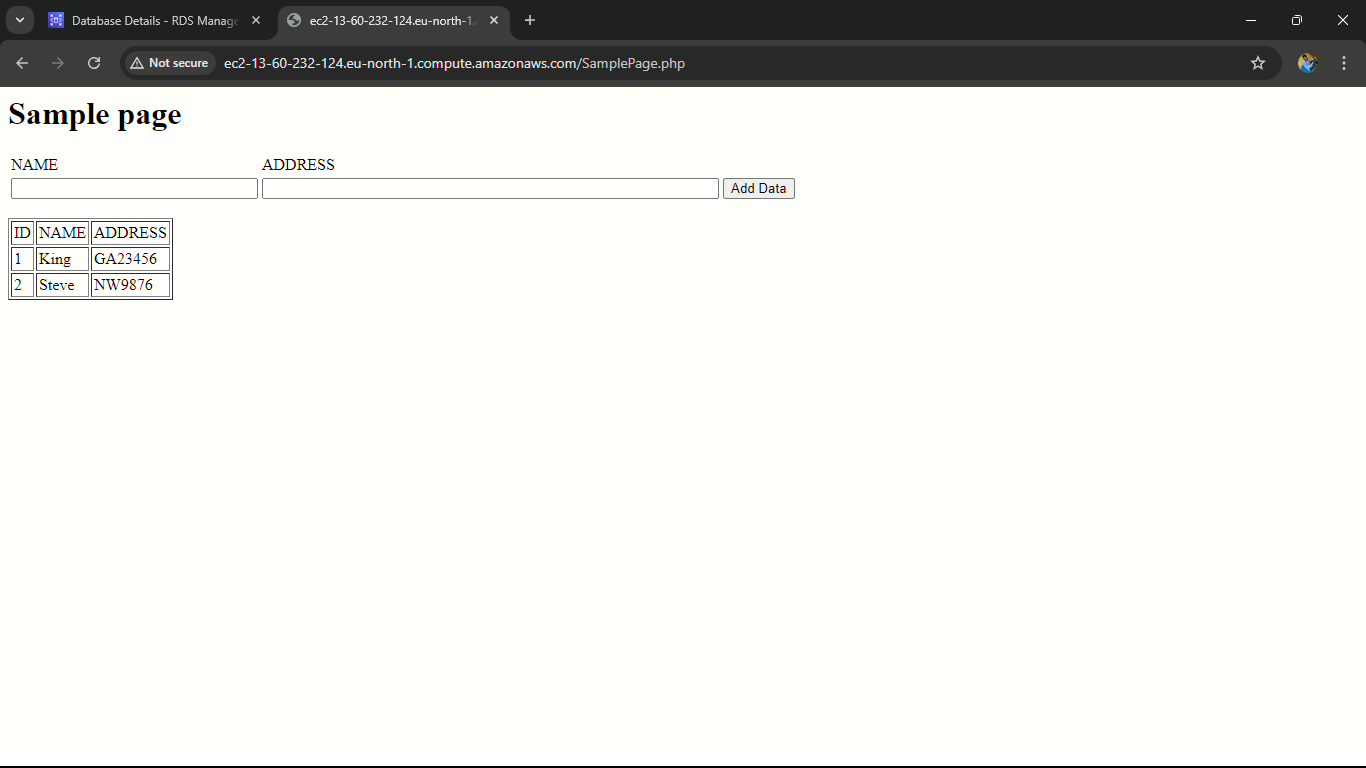 Database Details - RDS Manage
ec2-13-60-232-124.eu-north-1.
Not secure
ec2-13-60-232-124.eu-north-1.compute.amazonaws.com/SamplePage.php
Sample page
NAME ADDRESS
Add Data
ID NAME ADDRESS
1 King GA23456
2 Steve NW9876